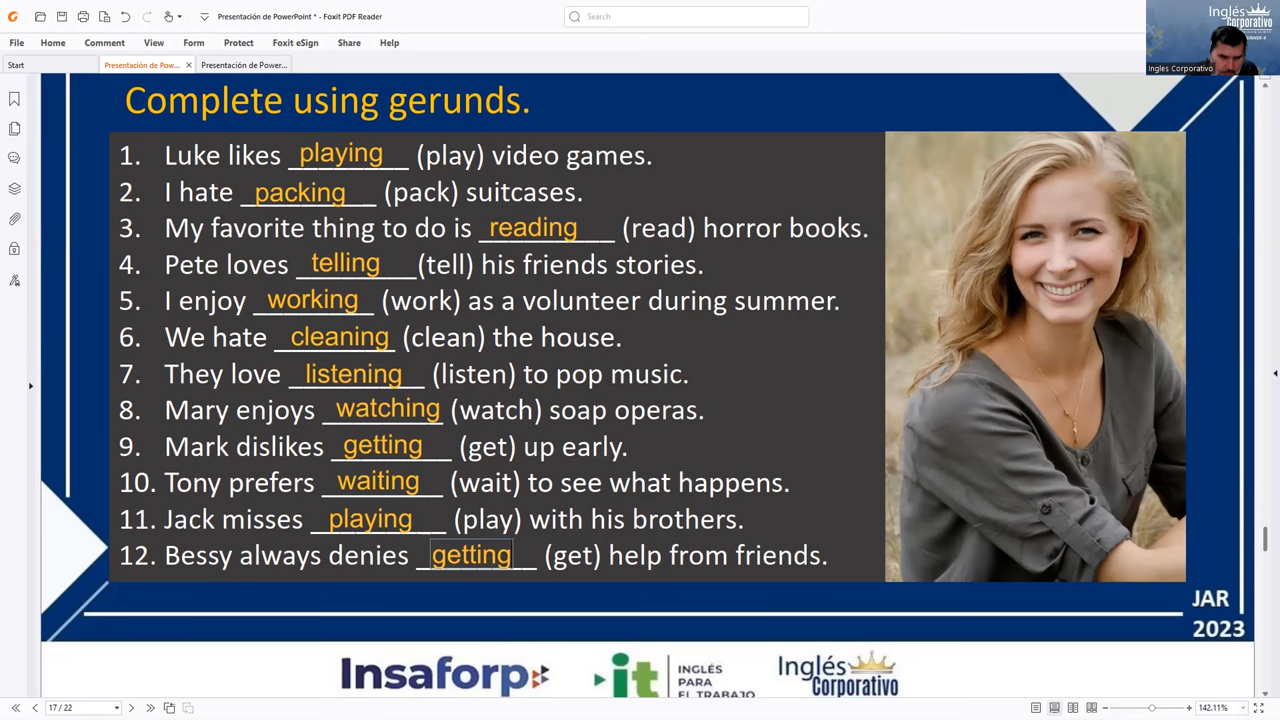 Presentación de PowerPoint * - Foxit PDF Reader
Search
File Home Comment View Form Protect Foxit eSign Share Help
Start
Presentación de Pow...
Presentación de Power...
Inglés
Corporativo
Ingles Corporativo
Complete using gerunds.
1. Luke likes playing (play) video games.
2. I hate packing (pack) suitcases.
3. My favorite thing to do is reading (read) horror books.
4. Pete loves telling (tell) his friends stories.
5. I enjoy working (work) as a volunteer during summer.
6. We hate cleaning (clean) the house.
7. They love listening (listen) to pop music.
8. Mary enjoys watching (watch) soap operas.
9. Mark dislikes getting (get) up early.
10. Tony prefers waiting (wait) to see what happens.
11. Jack misses playing (play) with his brothers.
12. Bessy always denies getting (get) help from friends.
JAR
2023
Insaforp
it
INGLÉS
PARA
EL TRABAJO
Inglés
Corporativo
17 / 22
142.11%